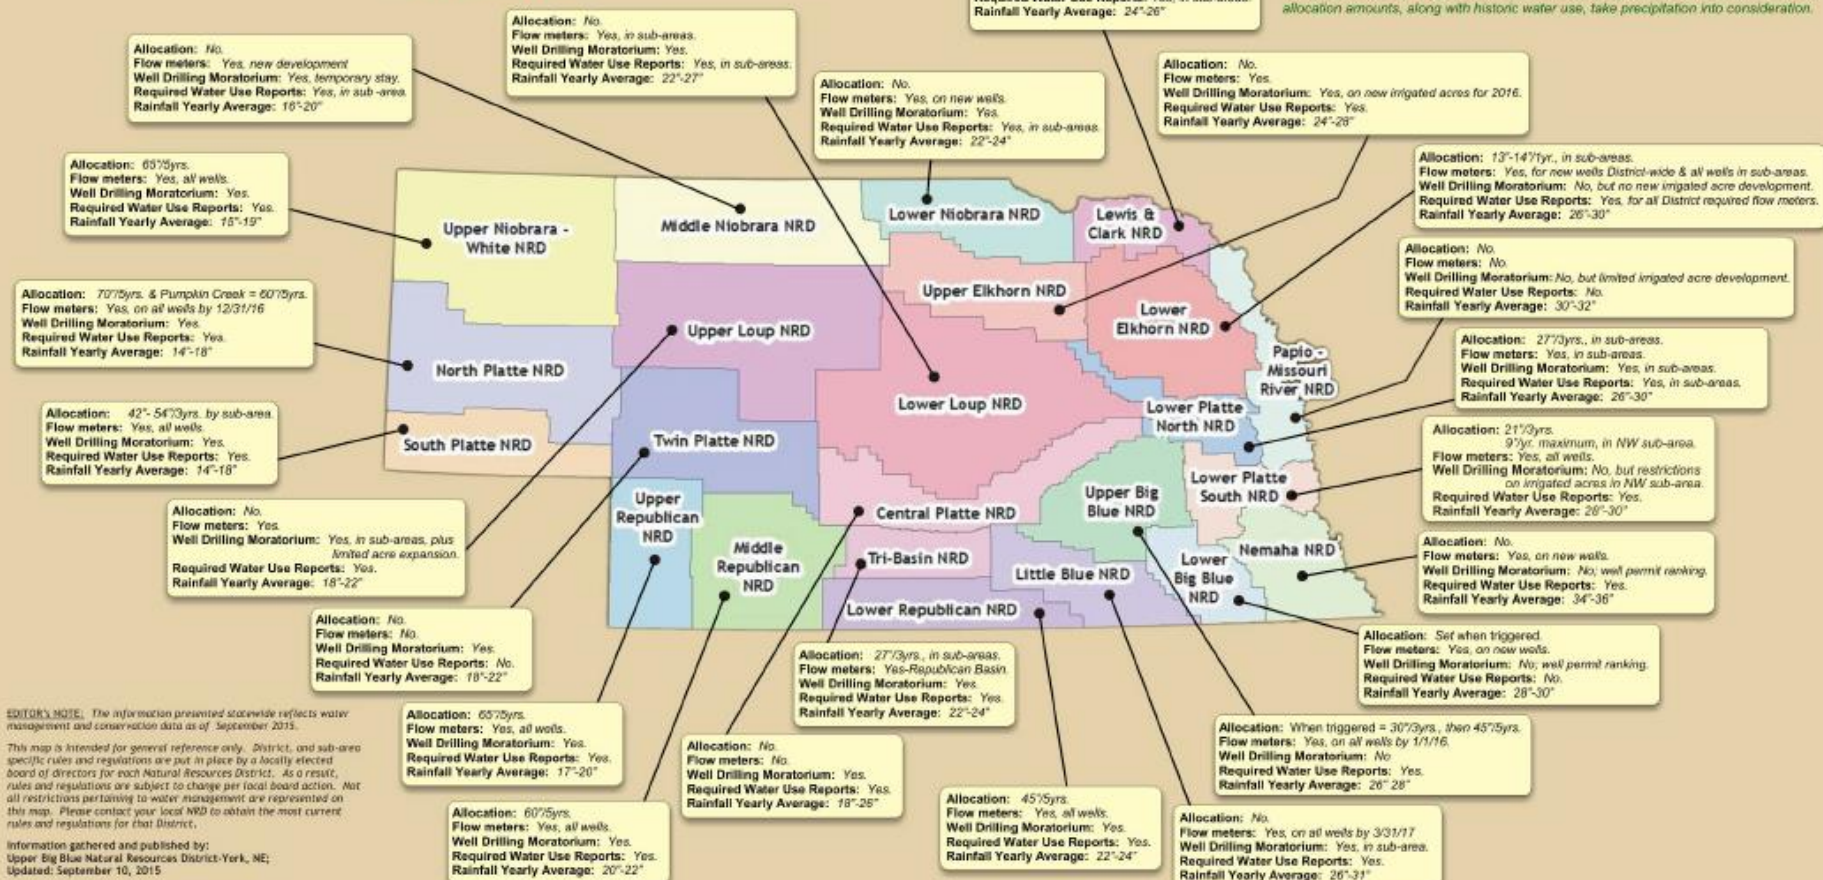 Required Water Use Reports: Yes, in sub-areas.
Rainfall Yearly Average: 24"-26"
allocation amounts, along with historic water use, take precipitation into consideration.
Allocation: No.
Flow meters: Yes, in sub-areas.
Well Drilling Moratorium: Yes.
Required Water Use Reports: Yes, in sub-areas.
Rainfall Yearly Average: 22"-27"
Allocation: No.
Flow meters: Yes, new development
Well Drilling Moratorium: Yes, temporary stay.
Required Water Use Reports: Yes, in sub -area.
Rainfall Yearly Average: 16"-20"
Allocation: No.
Flow meters: Yes, on new wells.
Well Drilling Moratorium: Yes.
Required Water Use Reports: Yes, in sub-areas.
Rainfall Yearly Average: 22"-24"
Allocation: No.
Flow meters: Yes.
Well Drilling Moratorium: Yes, on new irrigated acres for 2016.
Required Water Use Reports: Yes.
Rainfall Yearly Average: 24"-28"
Allocation: 65"/5yrs.
Flow meters: Yes, all wells.
Well Drilling Moratorium: Yes.
Required Water Use Reports: Yes.
Rainfall Yearly Average: 15"-19"
Allocation: 13"-14"/1yr., in sub-areas.
Flow meters: Yes, for new wells District-wide & all wells in sub-areas.
Well Drilling Moratorium: No, but no new irrigated acre development.
Required Water Use Reports: Yes, for all District required flow meters.
Rainfall Yearly Average: 26"-30"
Allocation: No.
Flow meters: No.
Well Drilling Moratorium: No, but limited irrigated acre development.
Required Water Use Reports: No.
Rainfall Yearly Average: 30"-32"
Allocation: 70"/5yrs. & Pumpkin Creek = 60"/5yrs.
Flow meters: Yes, on all wells by 12/31/16
Well Drilling Moratorium: Yes.
Required Water Use Reports: Yes.
Rainfall Yearly Average: 14"-18"
Allocation: 27"/3yrs., in sub-areas.
Flow meters: Yes, in sub-areas.
Well Drilling Moratorium: Yes, in sub-areas.
Required Water Use Reports: Yes, in sub-areas.
Rainfall Yearly Average: 26"-30"
Allocation: 42"- 54"/3yrs. by sub-area.
Flow meters: Yes, all wells.
Well Drilling Moratorium: Yes.
Required Water Use Reports: Yes.
Rainfall Yearly Average: 14"-18"
Allocation: 21"/3yrs.
9"/yr. maximum, in NW sub-area.
Flow meters: Yes, all wells.
Well Drilling Moratorium: No, but restrictions
on irrigated acres in NW sub-area.
Required Water Use Reports: Yes.
Rainfall Yearly Average: 28"-30"
Upper Niobrara -
White NRD
Middle Niobrara NRD
Lower Niobrara NRD
Lewis &
Clark NRD
Upper Elkhorn NRD
Lower
Elkhorn NRD
Upper Loup NRD
North Platte NRD
Papio -
Missouri
River NRD
Lower Loup NRD
Lower Platte
North NRD
South Platte NRD
Twin Platte NRD
Lower Platte
South NRD
Upper
Republican
NRD
Central Platte NRD
Upper Big
Blue NRD
Middle
Republican
NRD
Tri-Basin NRD
Little Blue NRD
Lower
Big Blue
NRD
Nemaha NRD
Lower Republican NRD
Allocation: No.
Flow meters: Yes.
Well Drilling Moratorium: Yes, in sub-areas, plus
limited acre expansion.
Required Water Use Reports: Yes.
Rainfall Yearly Average: 18"-22"
Allocation: No.
Flow meters: Yes, on new wells.
Well Drilling Moratorium: No; well permit ranking.
Required Water Use Reports: Yes.
Rainfall Yearly Average: 34"-36"
Allocation: No.
Flow meters: No.
Well Drilling Moratorium: Yes.
Required Water Use Reports: No.
Rainfall Yearly Average: 18"-22"
Allocation: Set when triggered.
Flow meters: Yes, on new wells.
Well Drilling Moratorium: No; well permit ranking.
Required Water Use Reports: No.
Rainfall Yearly Average: 28"-30"
Allocation: 27"/3yrs., in sub-areas.
Flow meters: Yes-Republican Basin.
Well Drilling Moratorium: Yes.
Required Water Use Reports: Yes.
Rainfall Yearly Average: 22"-24"
Allocation: 65"/5yrs.
Flow meters: Yes, all wells.
Well Drilling Moratorium: Yes.
Required Water Use Reports: Yes.
Rainfall Yearly Average: 17"-20"
Allocation: No.
Flow meters: No.
Well Drilling Moratorium: Yes.
Required Water Use Reports: Yes.
Rainfall Yearly Average: 18"-26"
Allocation: When triggered = 30"/3yrs., then 45"/5yrs.
Flow meters: Yes, on all wells by 1/1/16.
Well Drilling Moratorium: No
Required Water Use Reports: Yes.
Rainfall Yearly Average: 26" 28"
Allocation: 60"/5yrs.
Flow meters: Yes, all wells.
Well Drilling Moratorium: Yes.
Required Water Use Reports: Yes.
Rainfall Yearly Average: 20"-22"
Allocation: 45"/5yrs.
Flow meters: Yes, all wells.
Well Drilling Moratorium: Yes.
Required Water Use Reports: Yes.
Rainfall Yearly Average: 22"-24"
Allocation: No.
Flow meters: Yes, on all wells by 3/31/17
Well Drilling Moratorium: Yes, in sub-area.
Required Water Use Reports: Yes.
Rainfall Yearly Average: 26"-31"
EDITOR'S NOTE: The information presented statewide reflects water
management and conservation data as of September 2015.
This map is intended for general reference only. District, and sub-area
specific rules and regulations are put in place by a locally elected
board of directors for each Natural Resources District. As a result,
rules and regulations are subject to change per local board action. Not
all restrictions pertaining to water management are represented on
this map. Please contact your local NRD to obtain the most current
rules and regulations for that District.
Information gathered and published by:
Upper Big Blue Natural Resources District-York, NE;
Updated: September 10, 2015